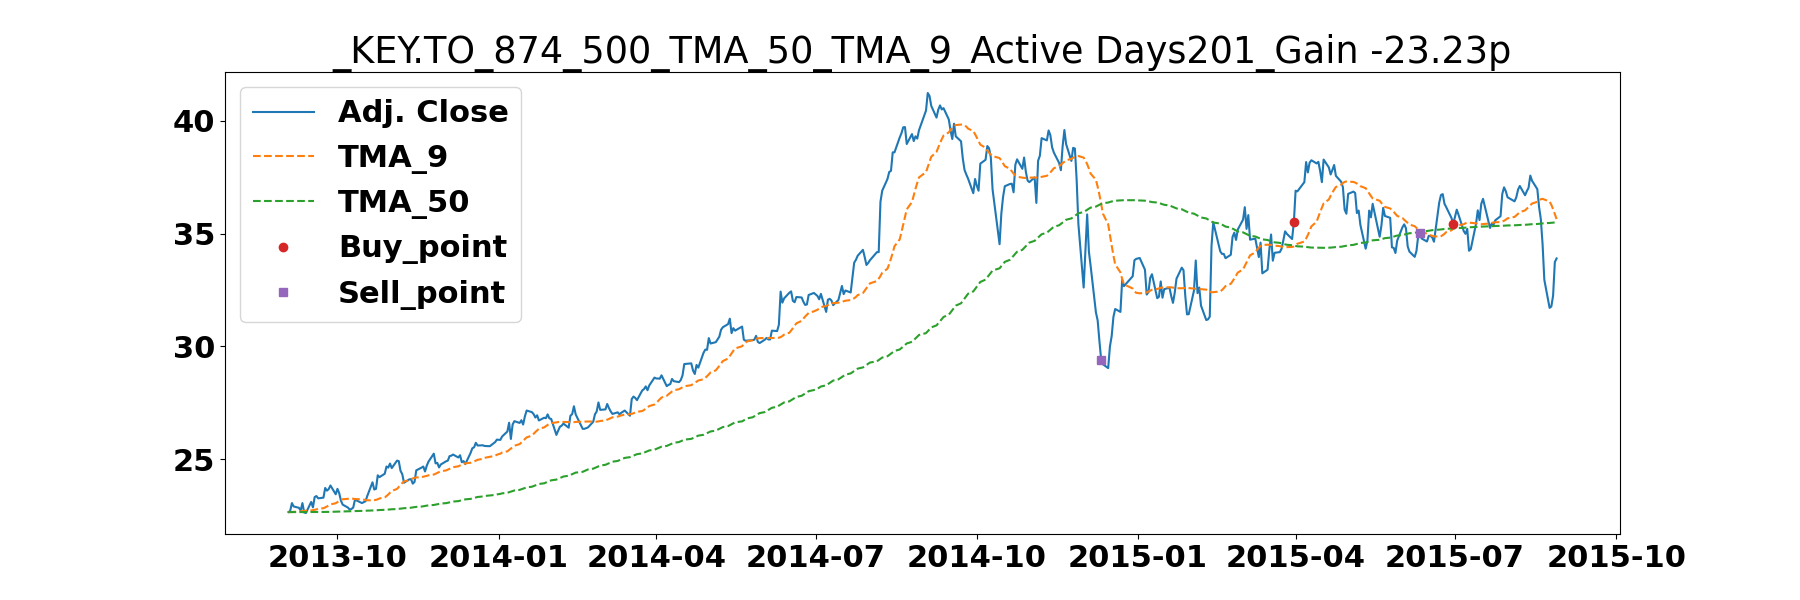 _KEY.TO_874_500_TMA_50_TMA_9_Active Days201_Gain -23.23p
Adj. Close
TMA_9
TMA_50
Buy_point
Sell_point
40
35
30
25
2013-10 2014-01 2014-04 2014-07 2014-10 2015-01 2015-04 2015-07 2015-10